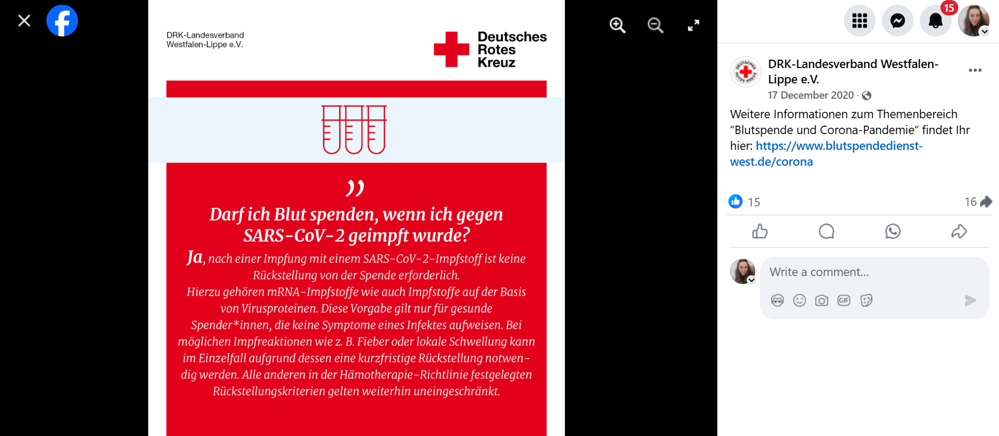 DRK-Landesverband
Westfalen-Lippe e.V.
Deutsches
Rotes
Kreuz
”
Darf ich Blut spenden, wenn ich gegen
SARS-CoV-2 geimpft wurde?
Ja, nach einer Impfung mit einem SARS-CoV-2-Impfstoff ist keine
Rückstellung von der Spende erforderlich.
Hierzu gehören mRNA-Impfstoffe wie auch Impfstoffe auf der Basis
von Virusproteinen. Diese Vorgabe gilt nur für gesunde
Spender*innen, die keine Symptome eines Infektes aufweisen. Bei
möglichen Impfreaktionen wie z. B. Fieber oder lokale Schwellung kann
im Einzelfall aufgrund dessen eine kurzfristige Rückstellung notwen-
dig werden. Alle anderen in der Hämotherapie-Richtlinie festgelegten
Rückstellungskriterien gelten weiterhin uneingeschränkt.
15
DEUTSCHES
ROTES KREUZ
DRK-Landesverband Westfalen-
Lippe e.V.
17 December 2020 ·
Weitere Informationen zum Themenbereich
“Blutspende und Corona-Pandemie“ findet Ihr
hier: https://www.blutspendedienst-
west.de/corona
15
16
Write a comment...
GIF